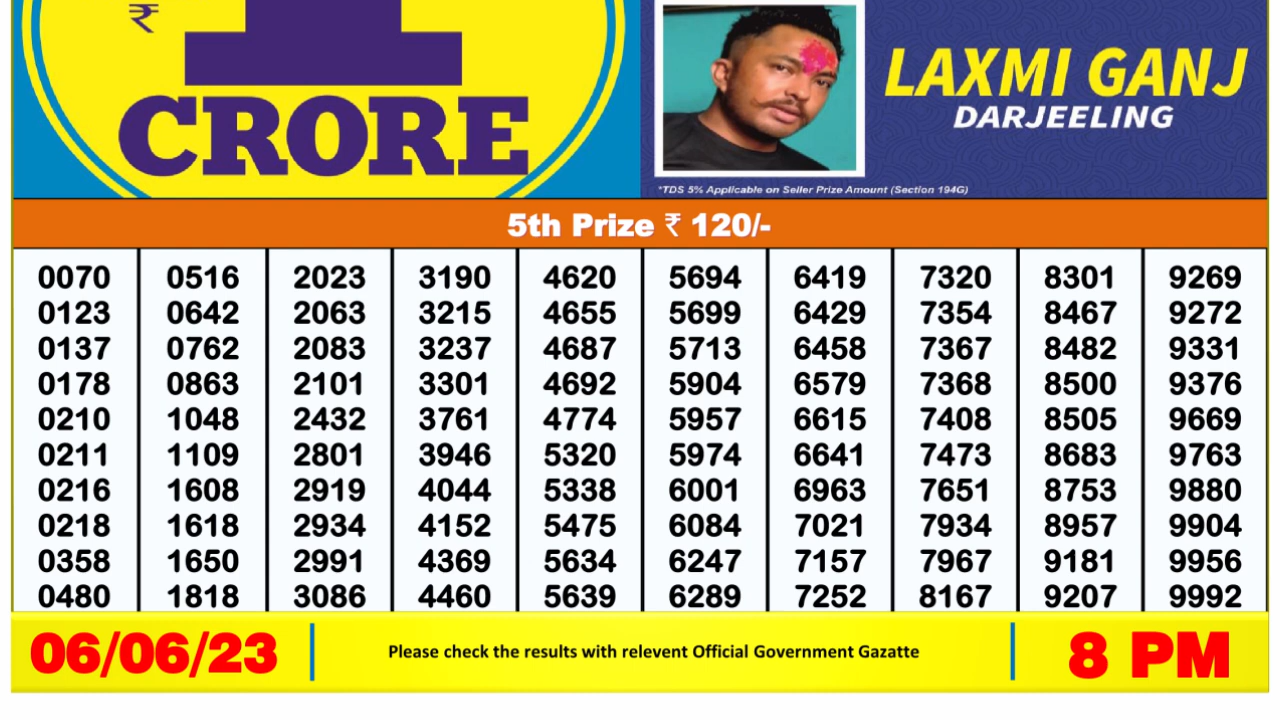 ₹ 1
CRORE
LAXMI GANJ
DARJEELING
*TDS 5% Applicable on Seller Prize Amount (Section 194G)
5th Prize ₹ 120/-
0070 0516 2023 3190 4620 5694 6419 7320 8301 9269
0123 0642 2063 3215 4655 5699 6429 7354 8467 9272
0137 0762 2083 3237 4687 5713 6458 7367 8482 9331
0178 0863 2101 3301 4692 5904 6579 7368 8500 9376
0210 1048 2432 3761 4774 5957 6615 7408 8505 9669
0211 1109 2801 3946 5320 5974 6641 7473 8683 9763
0216 1608 2919 4044 5338 6001 6963 7651 8753 9880
0218 1618 2934 4152 5475 6084 7021 7934 8957 9904
0358 1650 2991 4369 5634 6247 7157 7967 9181 9956
0480 1818 3086 4460 5639 6289 7252 8167 9207 9992
06/06/23
Please check the results with relevent Official Government Gazatte
8 PM